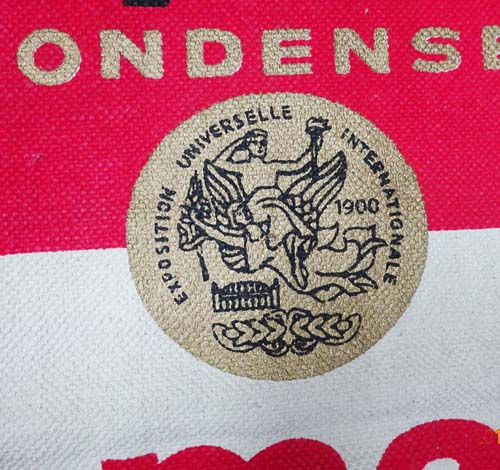 ONDENSE
EXPOSITION UNIVERSELLE INTERNATIONALE
1900